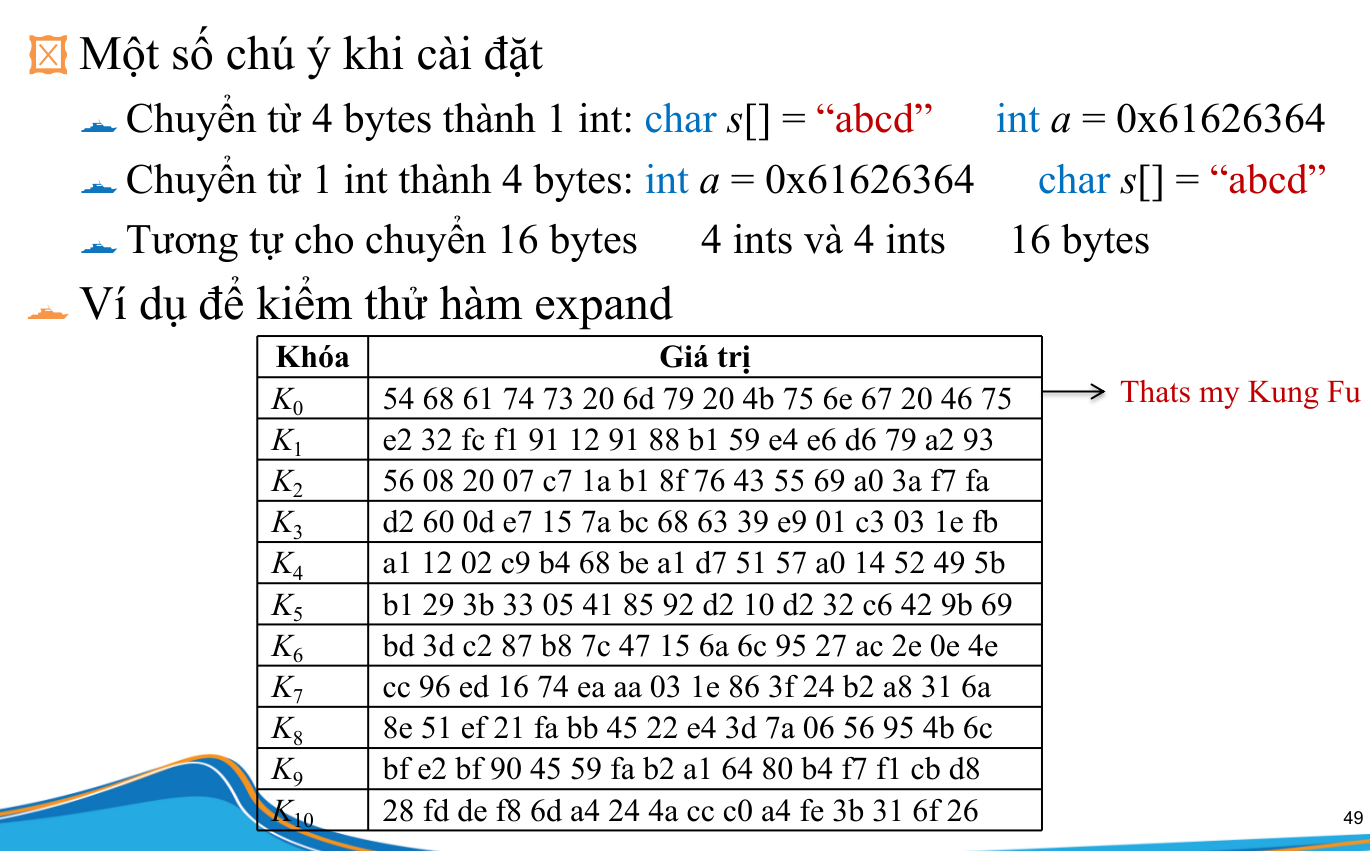 Một số chú ý khi cài đặt
Chuyển từ 4 bytes thành 1 int: char s[] = “abcd” int a = 0x61626364
Chuyển từ 1 int thành 4 bytes: int a = 0x61626364 char s[] = “abcd”
Tương tự cho chuyển 16 bytes 4 ints và 4 ints 16 bytes
Ví dụ để kiểm thử hàm expand
Khóa Giá trị
K0 54 68 61 74 73 20 6d 79 20 4b 75 6e 67 20 46 75 Thats my Kung Fu
K1 e2 32 fc f1 91 12 91 88 b1 59 e4 e6 d6 79 a2 93
K2 56 08 20 07 c7 1a b1 8f 76 43 55 69 a0 3a f7 fa
K3 d2 60 0d e7 15 7a bc 68 63 39 e9 01 c3 03 1e fb
K4 a1 12 02 c9 b4 68 be a1 d7 51 57 a0 14 52 49 5b
K5 b1 29 3b 33 05 41 85 92 d2 10 d2 32 c6 42 9b 69
K6 bd 3d c2 87 b8 7c 47 15 6a 6c 95 27 ac 2e 0e 4e
K7 cc 96 ed 16 74 ea aa 03 1e 86 3f 24 b2 a8 31 6a
K8 8e 51 ef 21 fa bb 45 22 e4 3d 7a 06 56 95 4b 6c
K9 bf e2 bf 90 45 59 fa b2 a1 64 80 b4 f7 f1 cb d8
K10 28 fd de f8 6d a4 24 4a cc c0 a4 fe 3b 31 6f 26
49